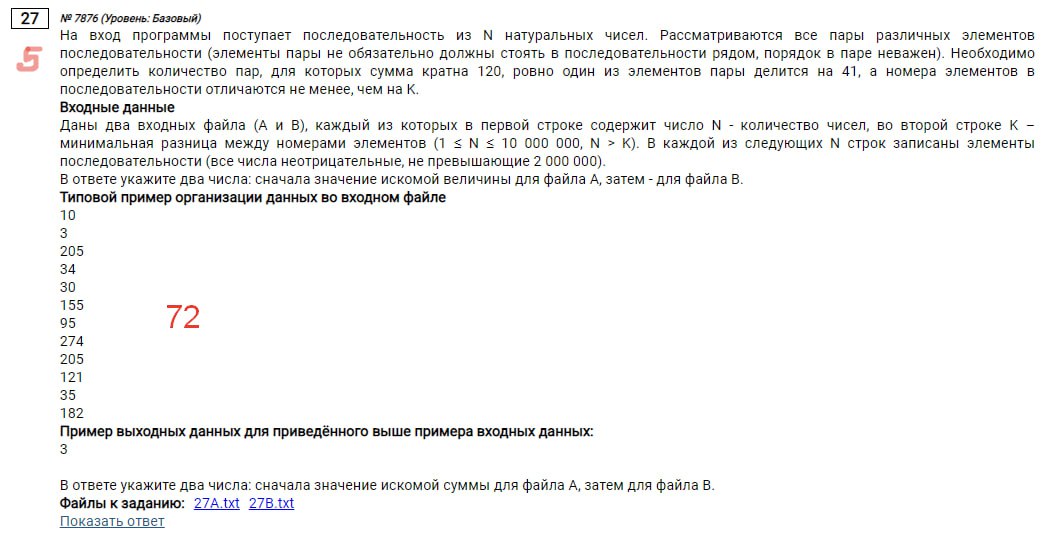 27 № 7876 (Уровень: Базовый)
5
На вход программы поступает последовательность из N натуральных чисел. Рассматриваются все пары различных элементов
последовательности (элементы пары не обязательно должны стоять в последовательности рядом, порядок в паре неважен). Необходимо
определить количество пар, для которых сумма кратна 120, ровно один из элементов пары делится на 41, а номера элементов в
последовательности отличаются не менее, чем на K.
Входные данные
Даны два входных файла (A и B), каждый из которых в первой строке содержит число N - количество чисел, во второй строке K –
минимальная разница между номерами элементов (1 ≤ N ≤ 10 000 000, N > K). В каждой из следующих N строк записаны элементы
последовательности (все числа неотрицательные, не превышающие 2 000 000).
В ответе укажите два числа: сначала значение искомой величины для файла A, затем - для файла B.
Типовой пример организации данных во входном файле
10
3
205
34
30
155
72
95
274
205
121
35
182
Пример выходных данных для приведённого выше примера входных данных:
3
В ответе укажите два числа: сначала значение искомой суммы для файла A, затем для файла B.
Файлы к заданию: 27A.txt 27B.txt
Показать ответ